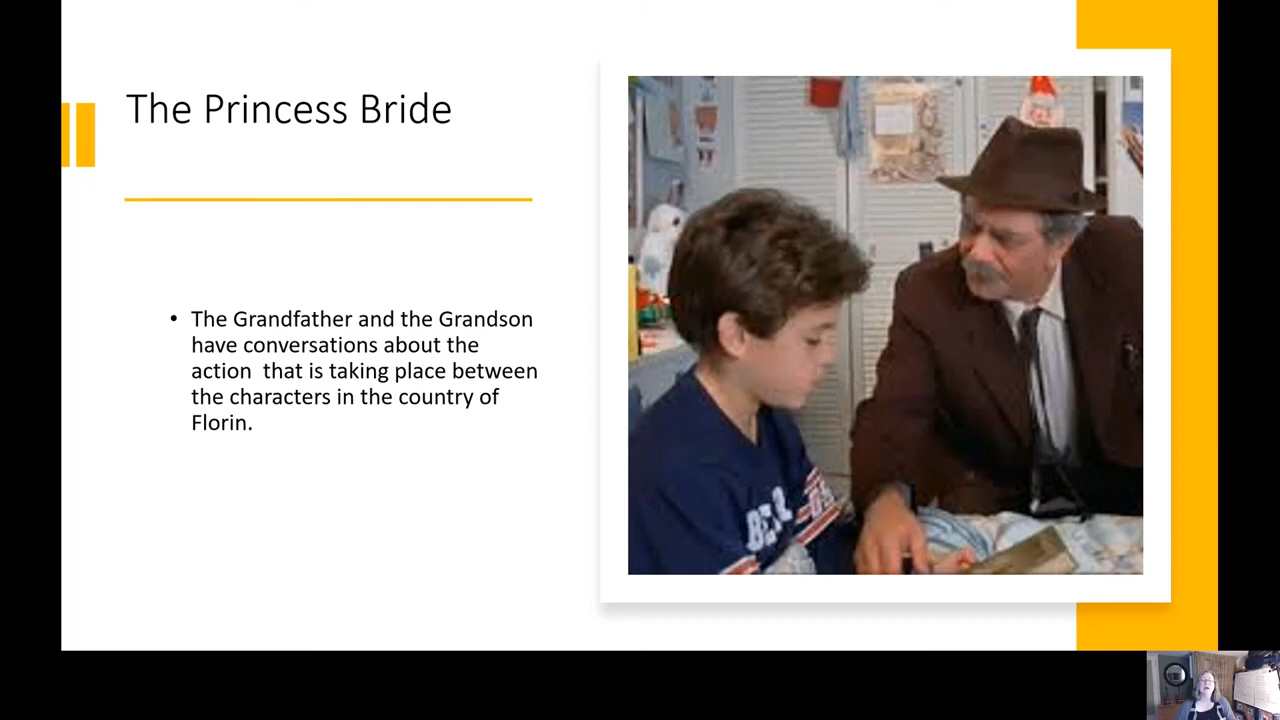 The Princess Bride
• The Grandfather and the Grandson
have conversations about the
action  that is taking place between
the characters in the country of
Florin.